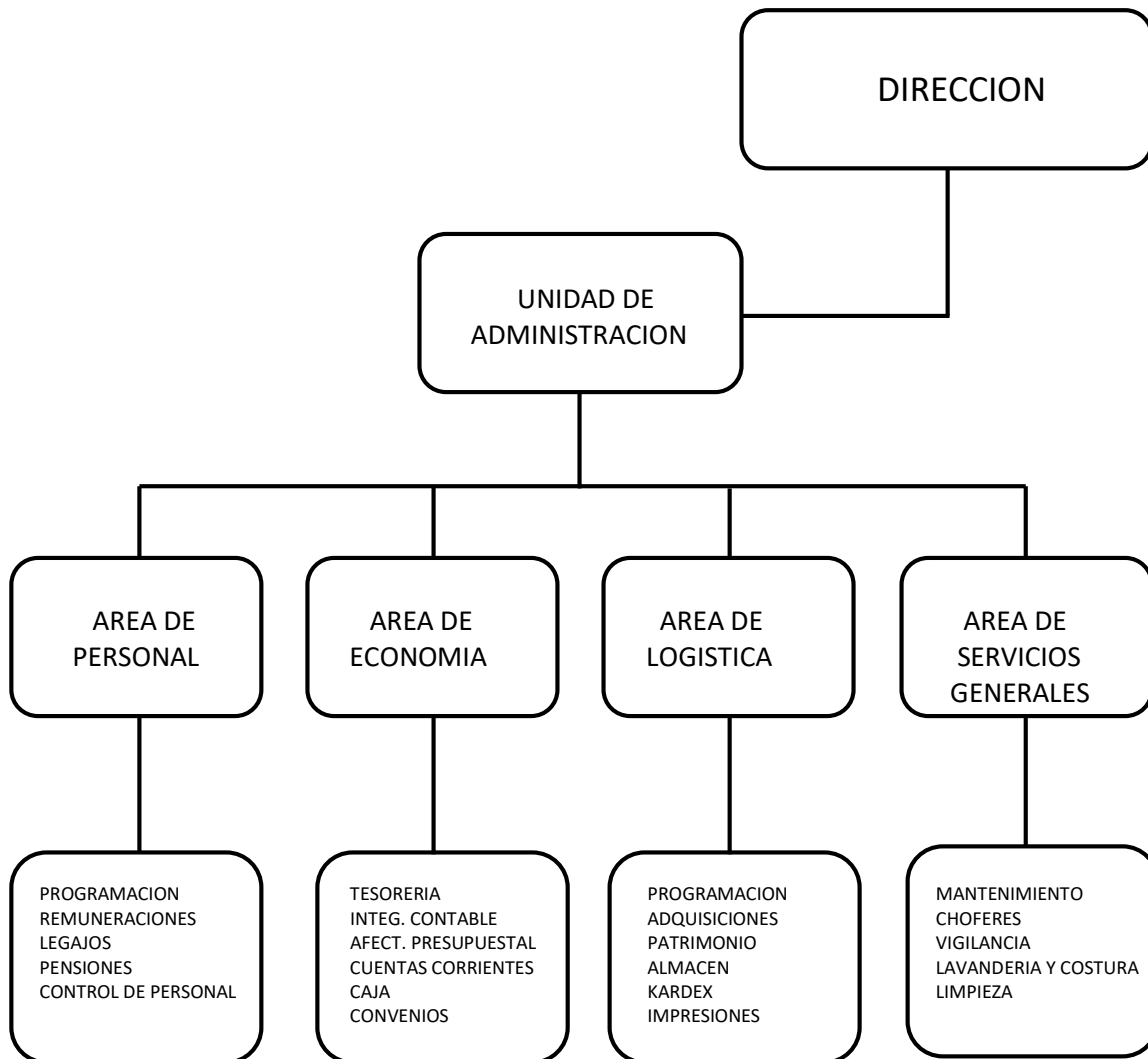 DIRECCION
UNIDAD DE
ADMINISTRACION
AREA DE
PERSONAL
AREA DE
ECONOMIA
AREA DE
LOGISTICA
AREA DE
SERVICIOS
GENERALES
PROGRAMACION
REMUNERACIONES
LEGAJOS
PENSIONES
CONTROL DE PERSONAL
TESORERIA
INTEG. CONTABLE
AFECT. PRESUPUESTAL
CUENTAS CORRIENTES
CAJA
CONVENIOS
PROGRAMACION
ADQUISICIONES
PATRIMONIO
ALMACEN
KARDEX
IMPRESIONES
MANTENIMIENTO
CHOFERES
VIGILANCIA
LAVANDERIA Y COSTURA
LIMPIEZA